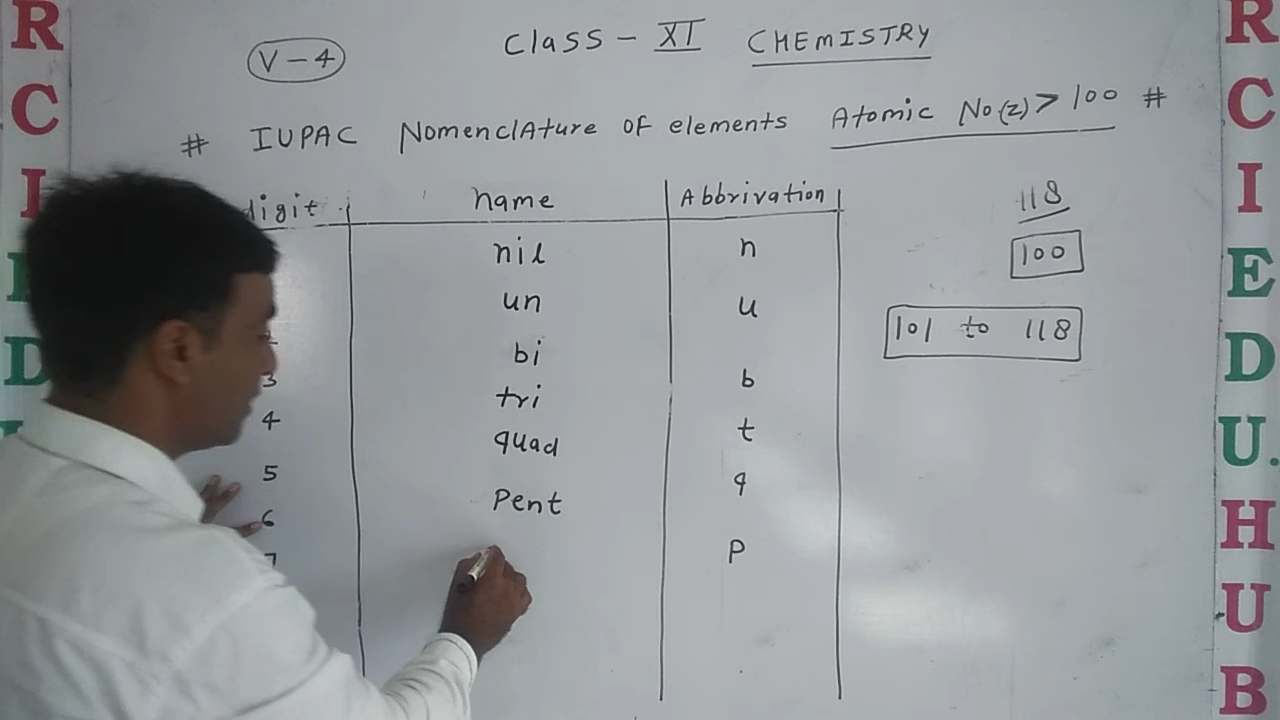 V-4
Class - XI CHEMISTRY
# IUPAC NomenclAture OF elements Atomic No(z) > 100 #
digit name Abbrivation
nil n
un u
bi b
3 tri t
4 quad q
5 Pent P
6
7
118
100
101 to 118
R
C
I
E
D
R
C
I
E
D
U.
H
U
B